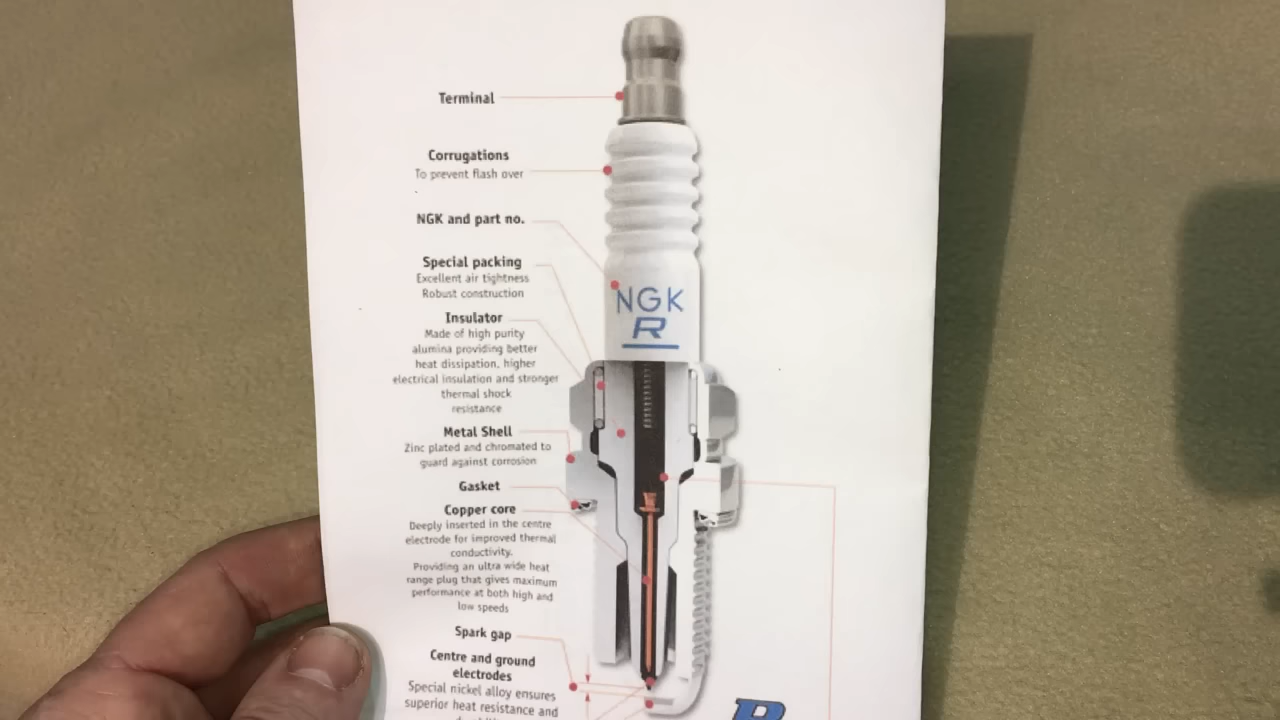 Terminal
Corrugations
To prevent flash over
NGK and part no.
Special packing
Excellent air tightness
Robust construction
NGK
R
Insulator
Made of high purity
alumina providing better
heat dissipation, higher
electrical insulation and stronger
thermal shock
resistance
Metal Shell
Zinc plated and chromated to
guard against corrosion
Gasket
Copper core
Deeply inserted in the centre
electrode for improved thermal
conductivity.
Providing an ultra wide heat
range plug that gives maximum
performance at both high and
low speeds
Spark gap
Centre and ground
electrodes
Special nickel alloy ensures
superior heat resistance and